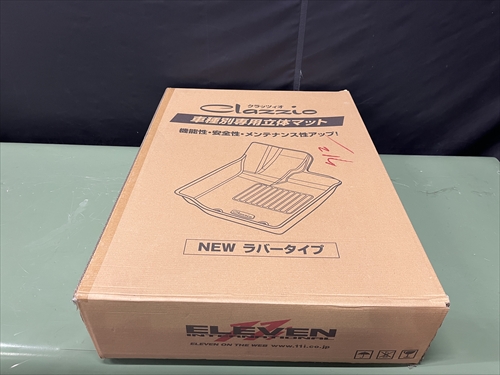 クラッツィオ
Clazzio
車種別専用立体マット
機能性・安全性・メンテナンス性アップ!
NEW ラバータイプ
ELEVEN
INTERNATIONAL
ELEVEN ON THE WEB www.11i.co.jp